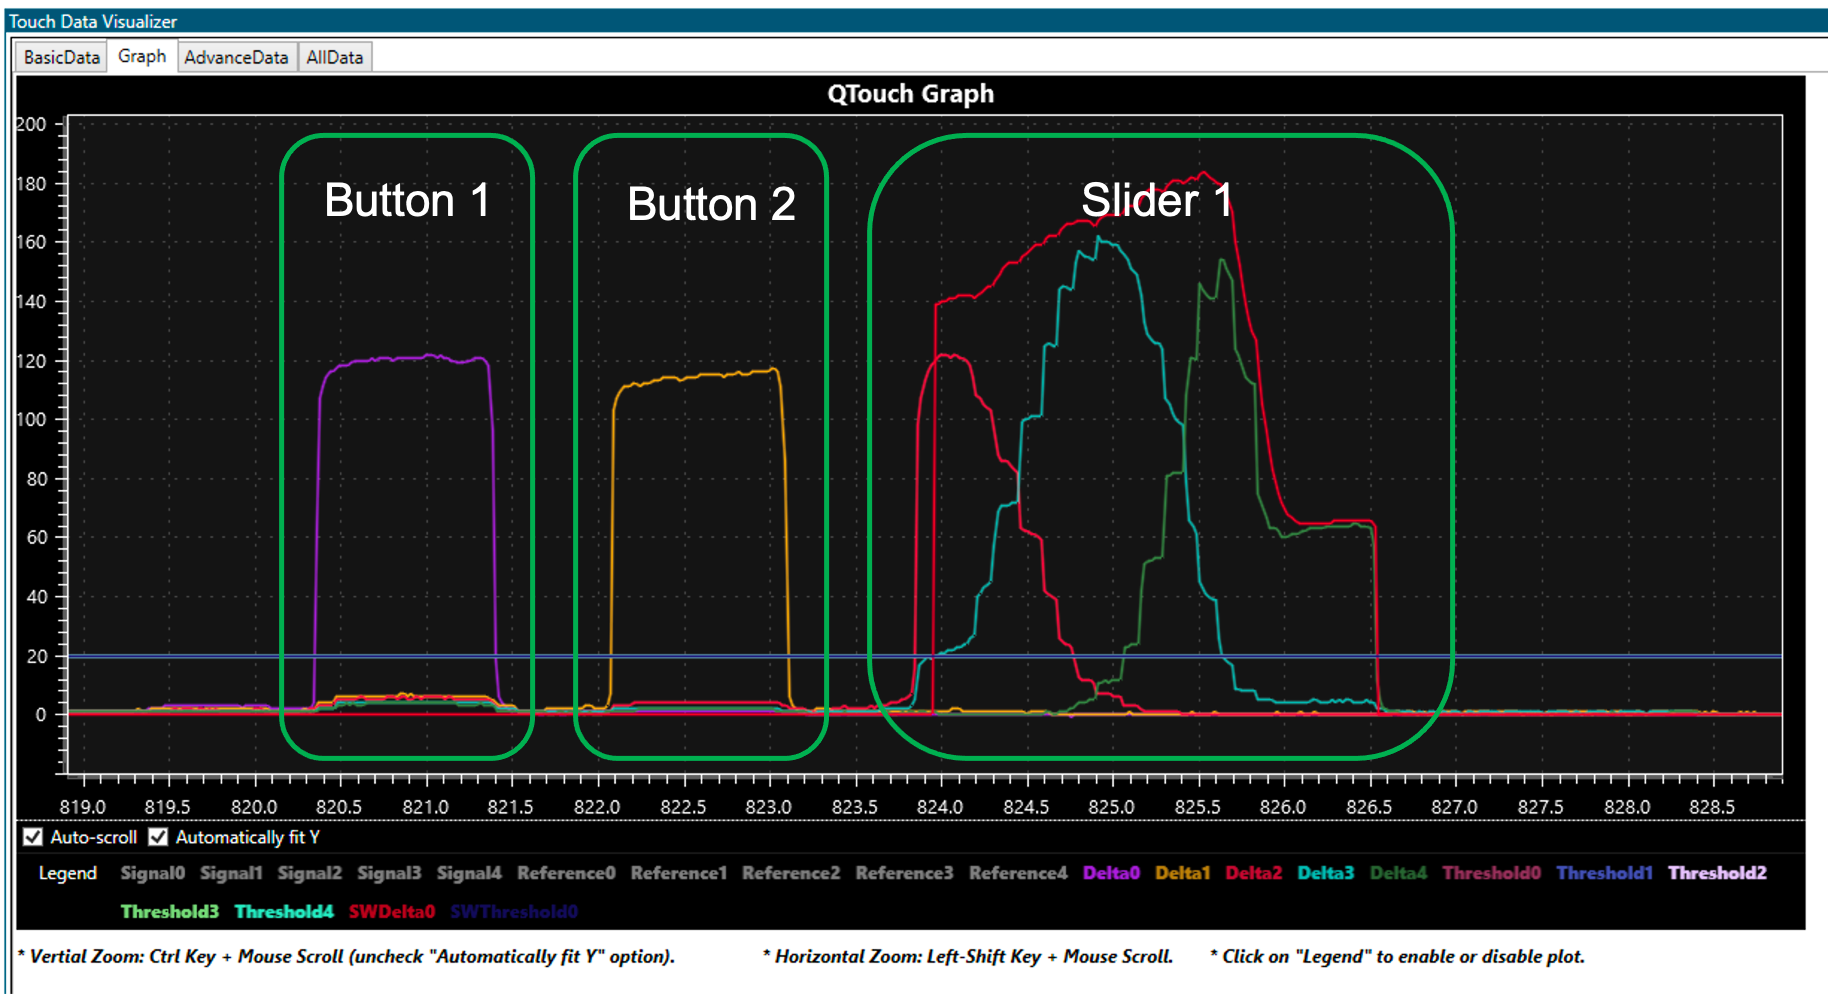 Touch Data Visualizer
BasicData Graph AdvanceData AllData
QTouch Graph
200
180
160
140
120
100
80
60
40
20
0
Button 1 Button 2 Slider 1
819.0 819.5 820.0 820.5 821.0 821.5 822.0 822.5 823.0 823.5 824.0 824.5 825.0 825.5 826.0 826.5 827.0 827.5 828.0 828.5
Auto-scroll Automatically fit Y
Legend Signal0 Signal1 Signal2 Signal3 Signal4 Reference0 Reference1 Reference2 Reference3 Reference4 Delta0 Delta1 Delta2 Delta3 Delta4 Threshold0 Threshold1 Threshold2
Threshold3 Threshold4 SWDelta0 SWThreshold0
* Vertial Zoom: Ctrl Key + Mouse Scroll (uncheck "Automatically fit Y" option). * Horizontal Zoom: Left-Shift Key + Mouse Scroll. * Click on "Legend" to enable or disable plot.